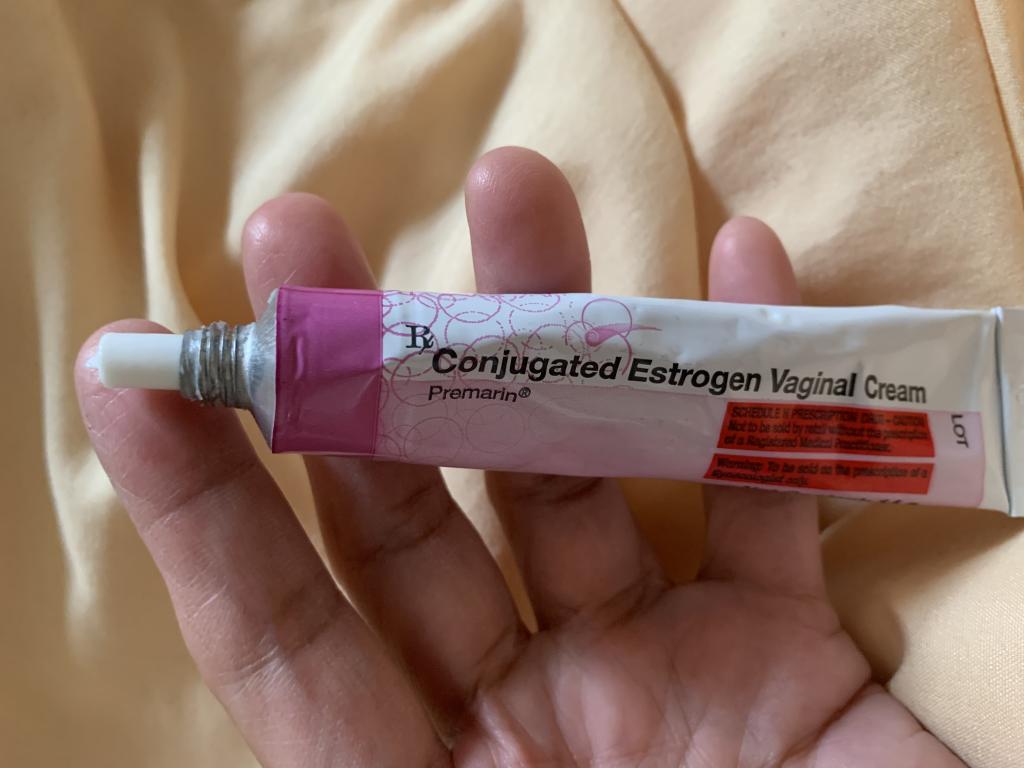 ℞
Conjugated Estrogen Vaginal Cream
Premarin®
SCHEDULE H PRESCRIPTION DRUG - CAUTION
Not to be sold by retail without the prescription
of a Registered Medical Practitioner.
Warning: To be sold on the prescription of a
Gynaecologist only.
LOT